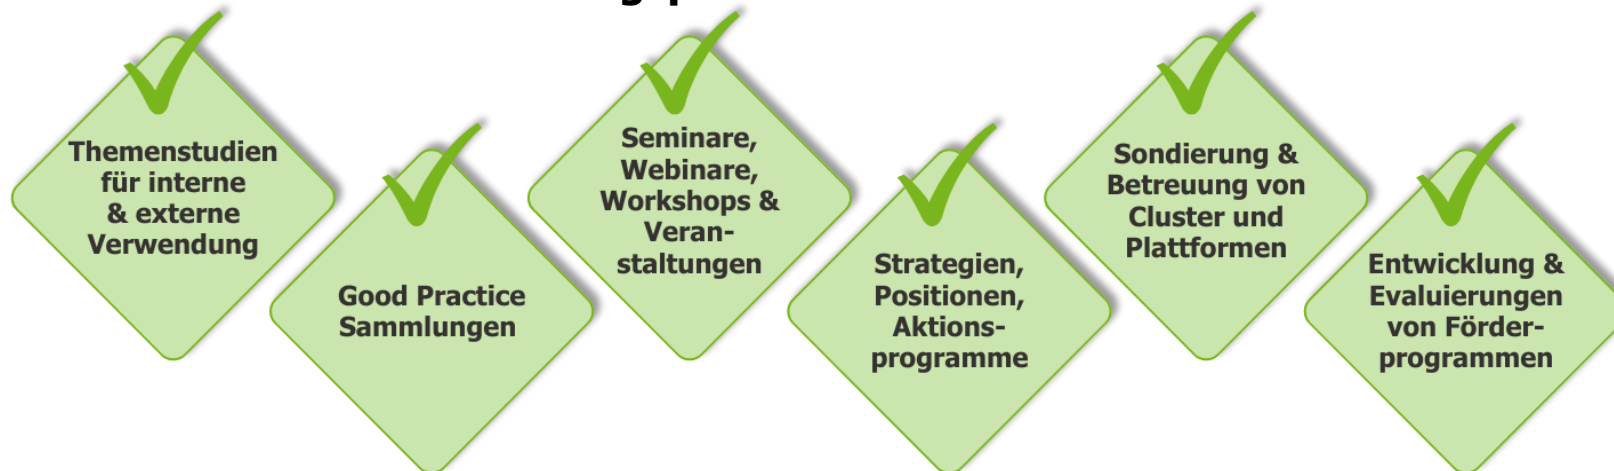 Themenstudien
für interne
& externe
Verwendung
Good Practice
Sammlungen
Seminare,
Webinare,
Workshops &
Veran-
staltungen
Strategien,
Positionen,
Aktions-
programme
Sondierung &
Betreuung von
Cluster und
Plattformen
Entwicklung &
Evaluierungen
von Förder-
programmen